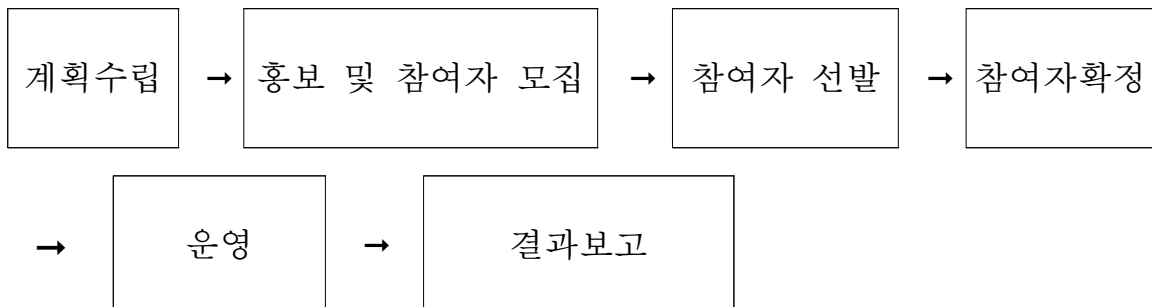 계획수립 → 홍보 및 참여자 모집 → 참여자 선발 → 참여자확정
→ 운영 → 결과보고